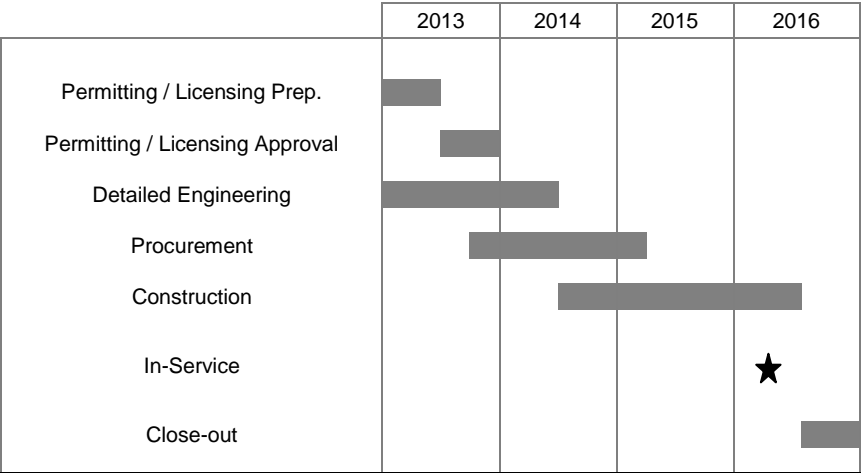 2013 2014 2015 2016
Permitting / Licensing Prep.
Permitting / Licensing Approval
Detailed Engineering
Procurement
Construction
In-Service
Close-out